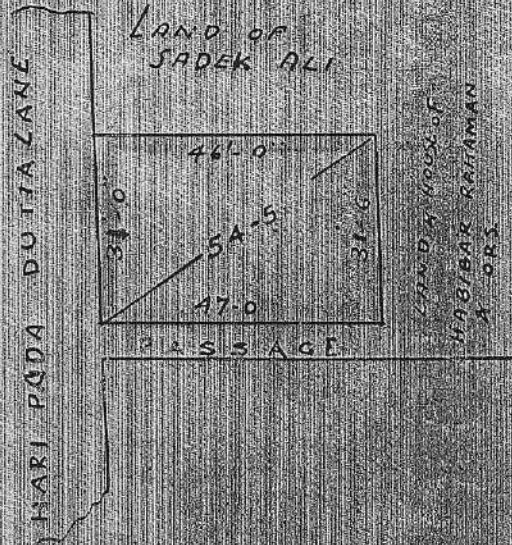 LAND OF
SADEK ALI
HARI PADA DUTTA LANE
46'-0"
31'-0
54'-5
31'-6"
47-0
PASSAGE
LAND & HOUSE OF
HABIBAR RAHAMAN
& ORS